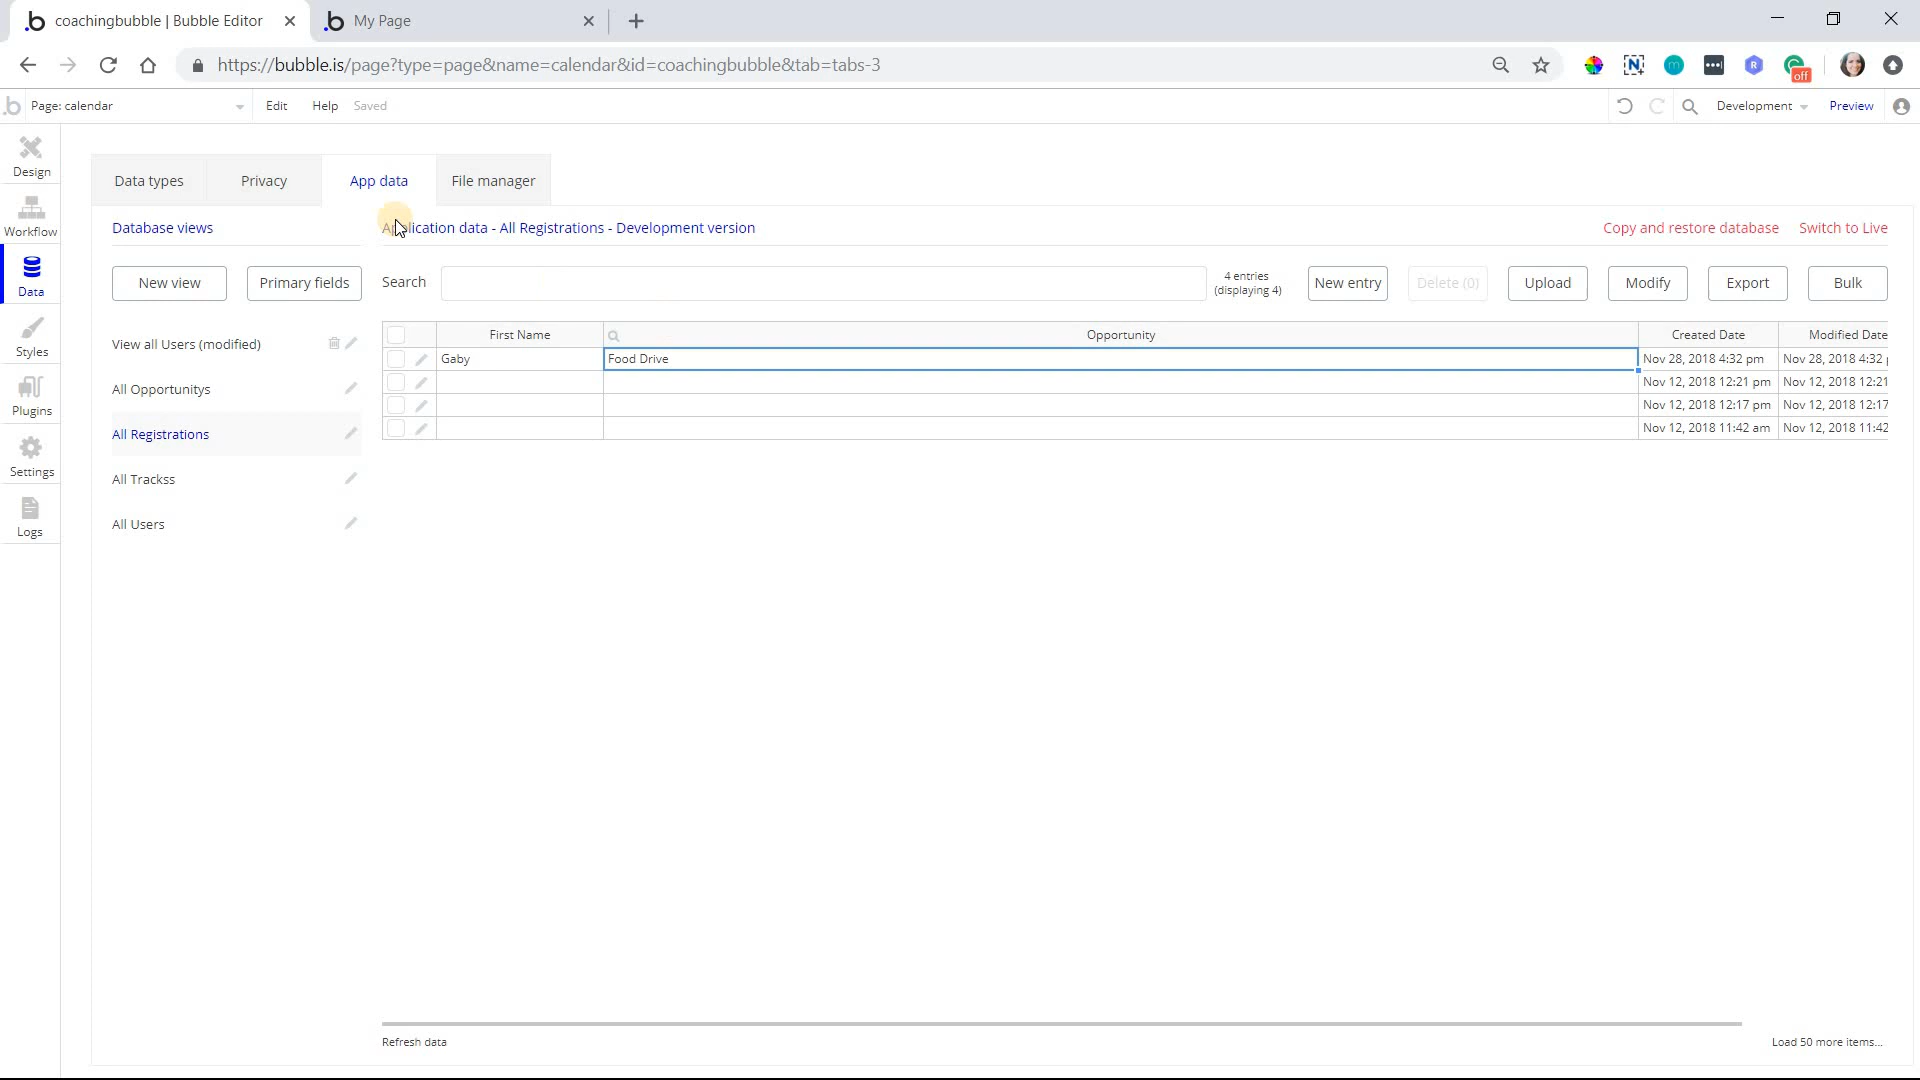 coachingbubble | Bubble Editor
My Page
https://bubble.is/page?type=page&name=calendar&id=coachingbubble&tab=tabs-3
off
Page: calendar
Edit
Help
Saved
Development
Preview
Design
Workflow
Data
Styles
Plugins
Settings
Logs
Data types
Privacy
App data
File manager
Database views
Application data - All Registrations - Development version
Copy and restore database
Switch to Live
New view
Primary fields
Search
4 entries
(displaying 4)
New entry
Delete (0)
Upload
Modify
Export
Bulk
View all Users (modified)
All Opportunitys
All Registrations
All Trackss
All Users
First Name
Opportunity
Created Date
Modified Date
Gaby
Food Drive
Nov 28, 2018 4:32 pm
Nov 28, 2018 4:32
Nov 12, 2018 12:21 pm
Nov 12, 2018 12:21
Nov 12, 2018 12:17 pm
Nov 12, 2018 12:17
Nov 12, 2018 11:42 am
Nov 12, 2018 11:42
Refresh data
Load 50 more items...